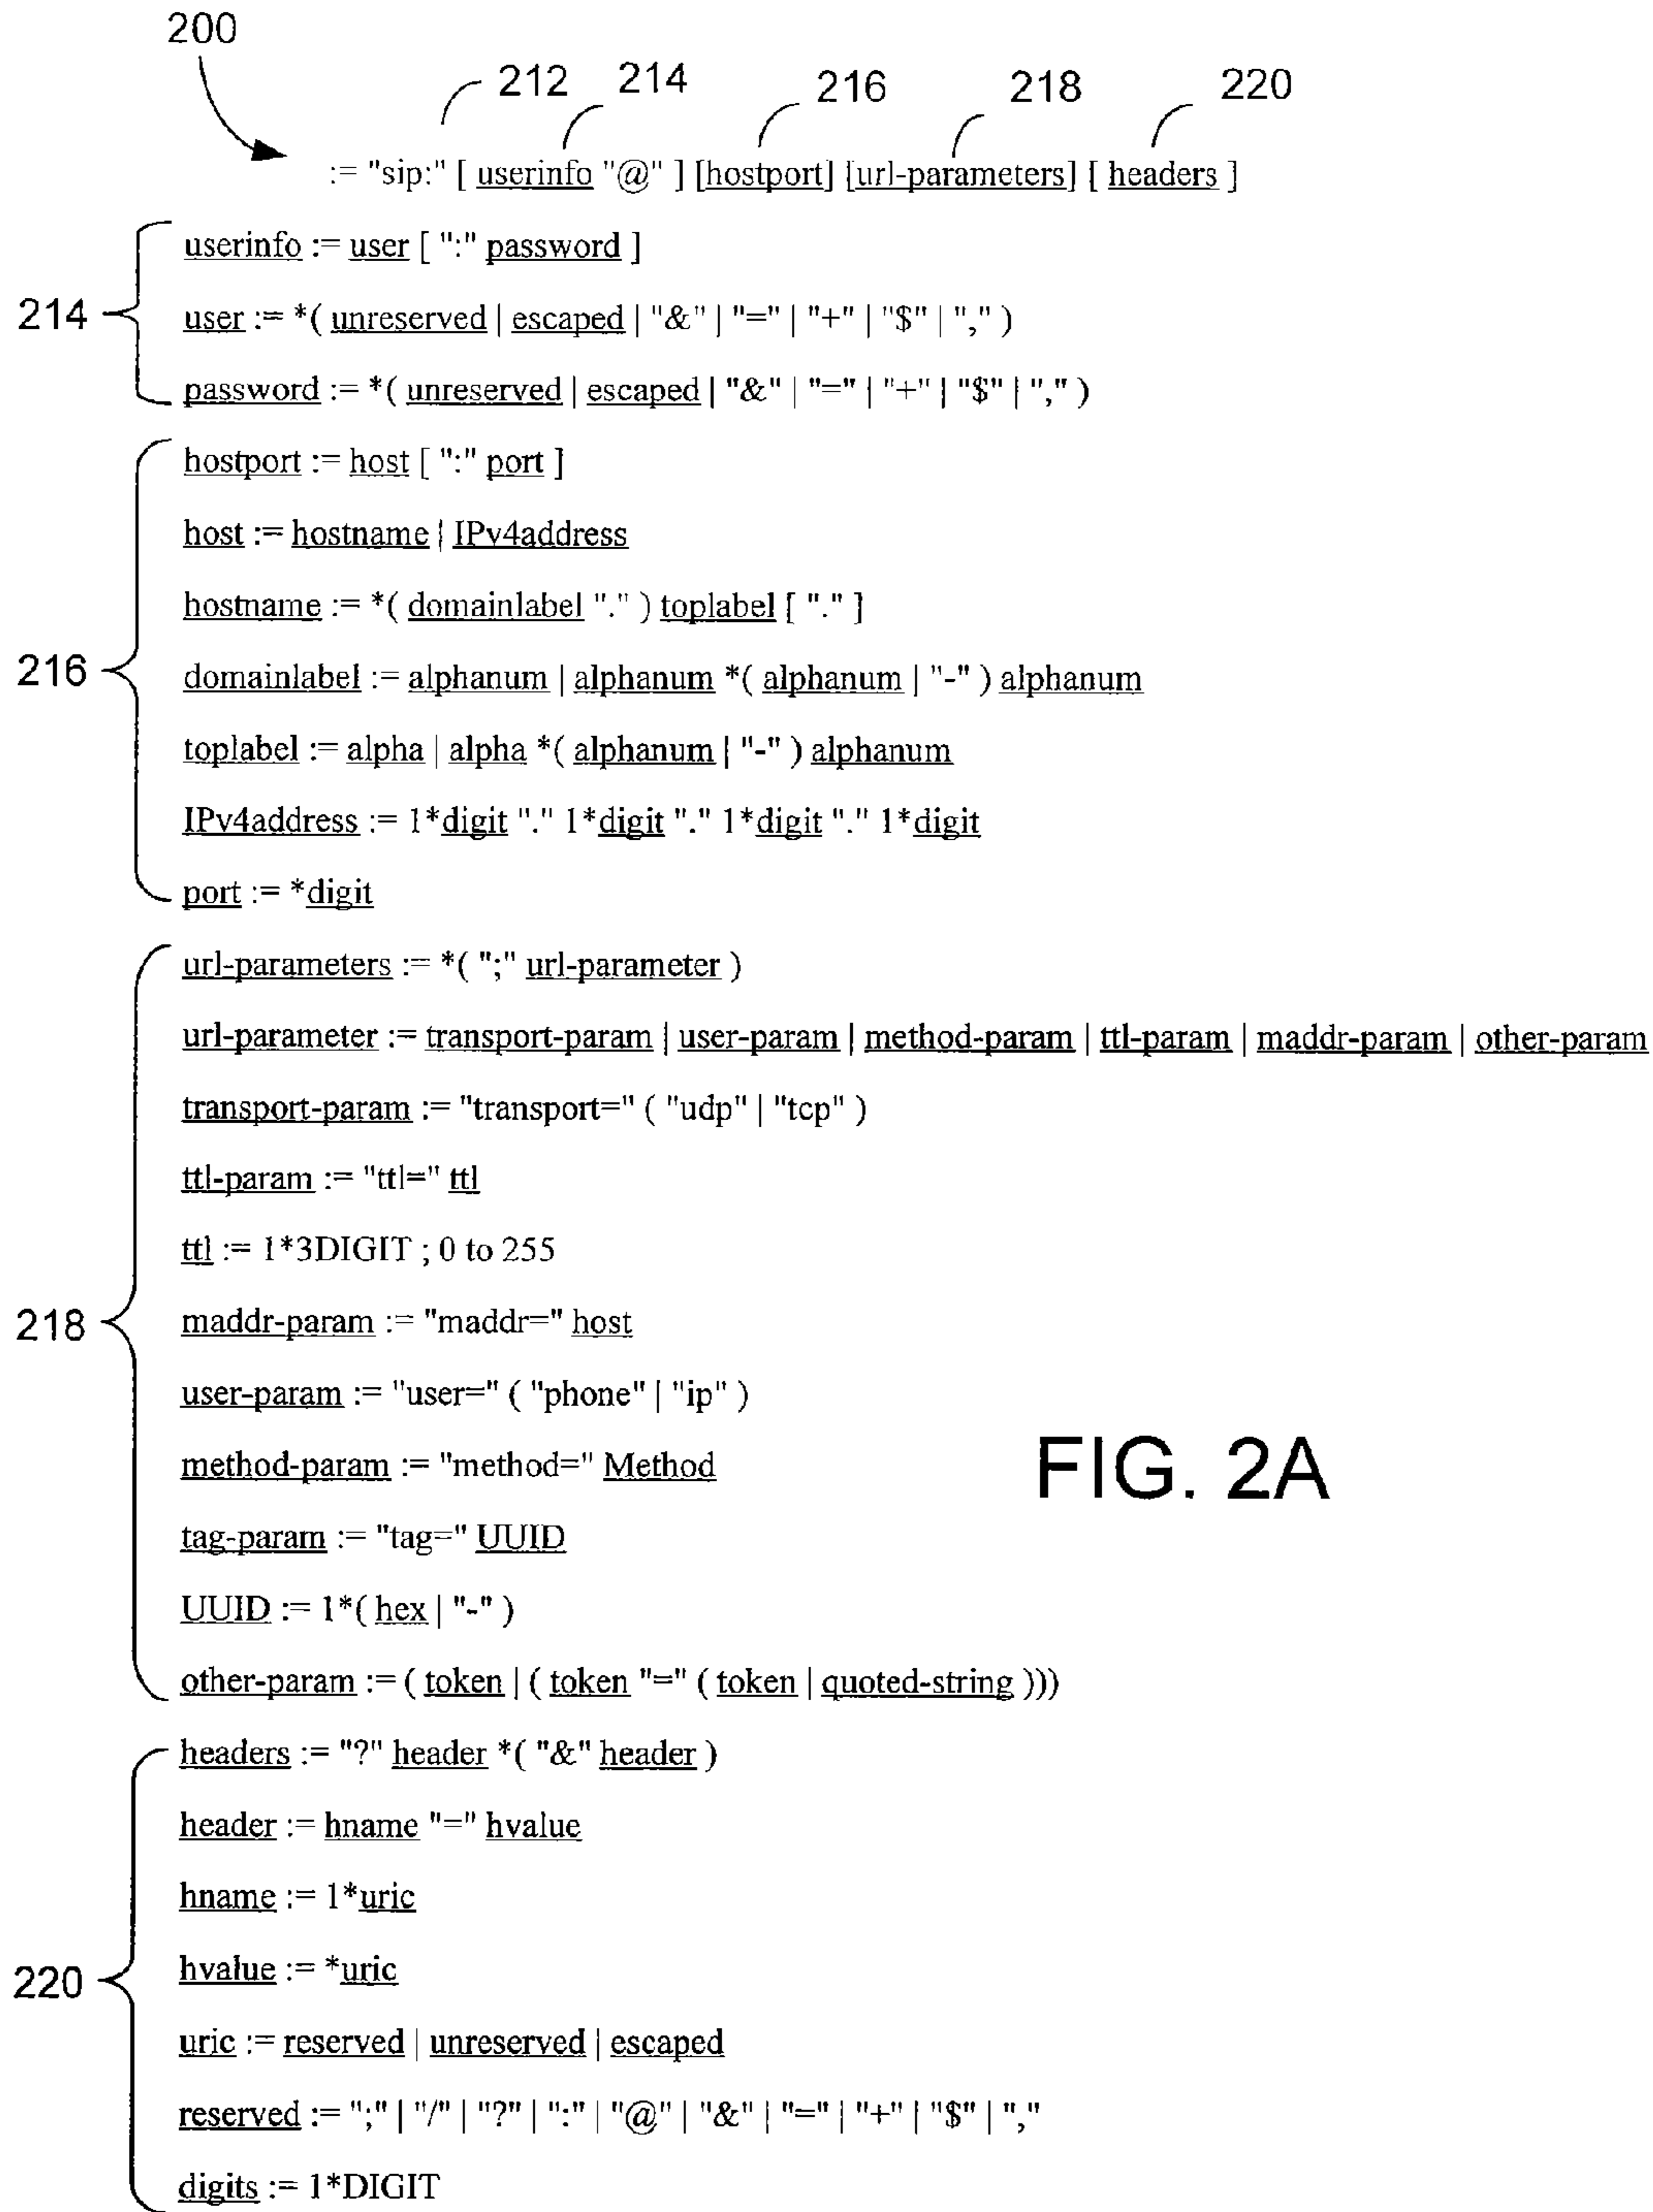 200
212 214 216 218 220
:= "sip:" [ userinfo "@" ] [hostport] [url-parameters] [ headers ]
214
userinfo := user [ ":" password ]
user := *( unreserved | escaped | "&" | "=" | "+" | "$" | "," )
password := *( unreserved | escaped | "&" | "=" | "+" | "$" | "," )
216
hostport := host [ ":" port ]
host := hostname | IPv4address
hostname := *( domainlabel "." ) toplabel [ "." ]
domainlabel := alphanum | alphanum *( alphanum | "-" ) alphanum
toplabel := alpha | alpha *( alphanum | "-" ) alphanum
IPv4address := 1*digit "." 1*digit "." 1*digit "." 1*digit
port := *digit
218
url-parameters := *( ";" url-parameter )
url-parameter := transport-param | user-param | method-param | ttl-param | maddr-param | other-param
transport-param := "transport=" ( "udp" | "tcp" )
ttl-param := "ttl=" ttl
ttl := 1*3DIGIT ; 0 to 255
maddr-param := "maddr=" host
user-param := "user=" ( "phone" | "ip" )
method-param := "method=" Method
tag-param := "tag=" UUID
UUID := 1*( hex | "-" )
other-param := ( token | ( token "=" ( token | quoted-string )))
FIG. 2A
220
headers := "?" header *( "&" header )
header := hname "=" hvalue
hname := 1*uric
hvalue := *uric
uric := reserved | unreserved | escaped
reserved := ";" | "/" | "?" | ":" | "@" | "&" | "=" | "+" | "$" | ","
digits := 1*DIGIT